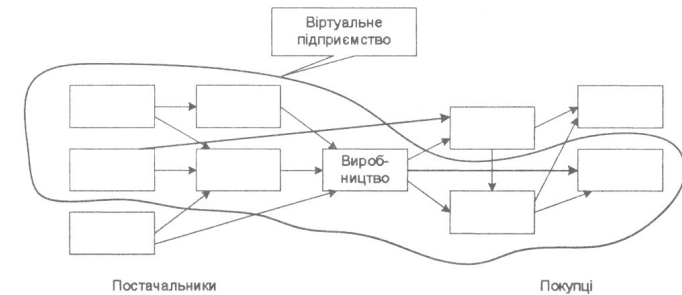 Віртуальне
підприємство
Вироб-
ництво
Постачальники
Покупці